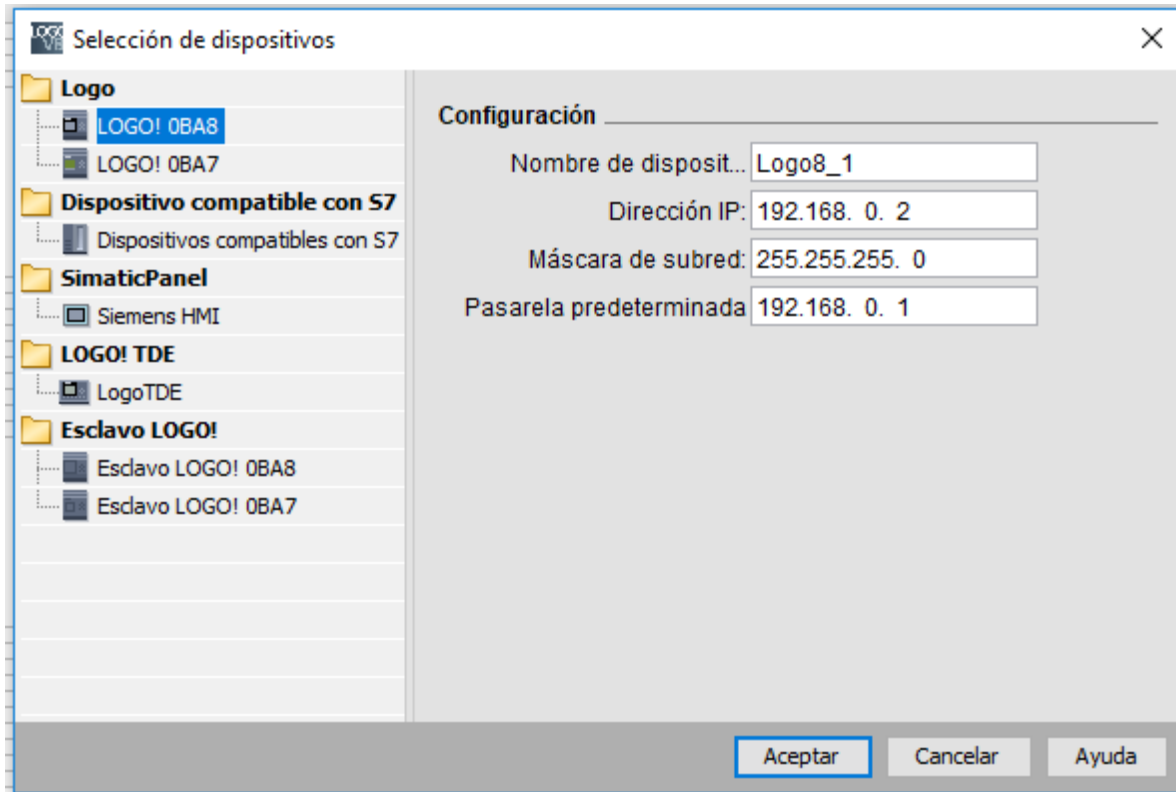 Selección de dispositivos
Logo
LOGO! 0BA8
LOGO! 0BA7
Dispositivo compatible con S7
Dispositivos compatibles con S7
SimaticPanel
Siemens HMI
LOGO! TDE
LogoTDE
Esclavo LOGO!
Esclavo LOGO! 0BA8
Esclavo LOGO! 0BA7
Configuración
Nombre de disposit... Logo8_1
Dirección IP: 192.168. 0. 2
Máscara de subred: 255.255.255. 0
Pasarela predeterminada 192.168. 0. 1
Aceptar Cancelar Ayuda